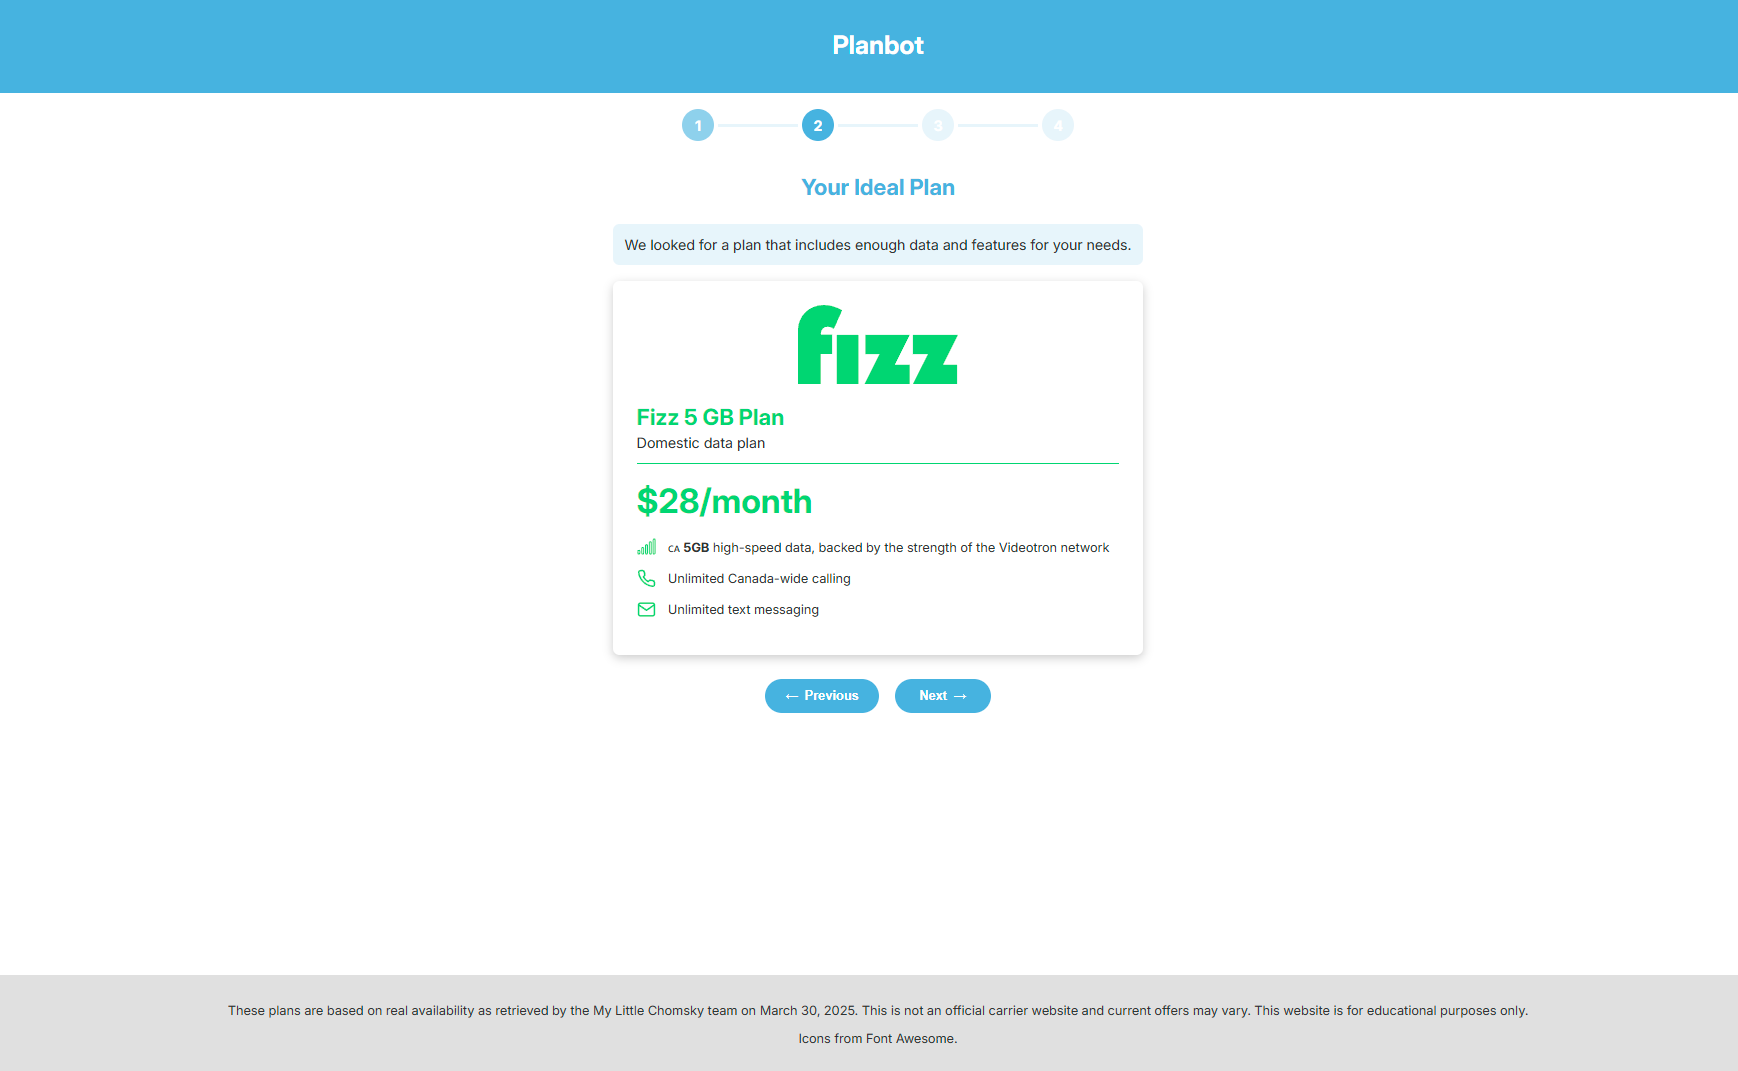 Planbot
1
2
3
4
Your Ideal Plan
We looked for a plan that includes enough data and features for your needs.
fizz
Fizz 5 GB Plan
Domestic data plan
$28/month
CA 5GB high-speed data, backed by the strength of the Videotron network
Unlimited Canada-wide calling
Unlimited text messaging
← Previous
Next →
These plans are based on real availability as retrieved by the My Little Chomsky team on March 30, 2025. This is not an official carrier website and current offers may vary. This website is for educational purposes only.
Icons from Font Awesome.